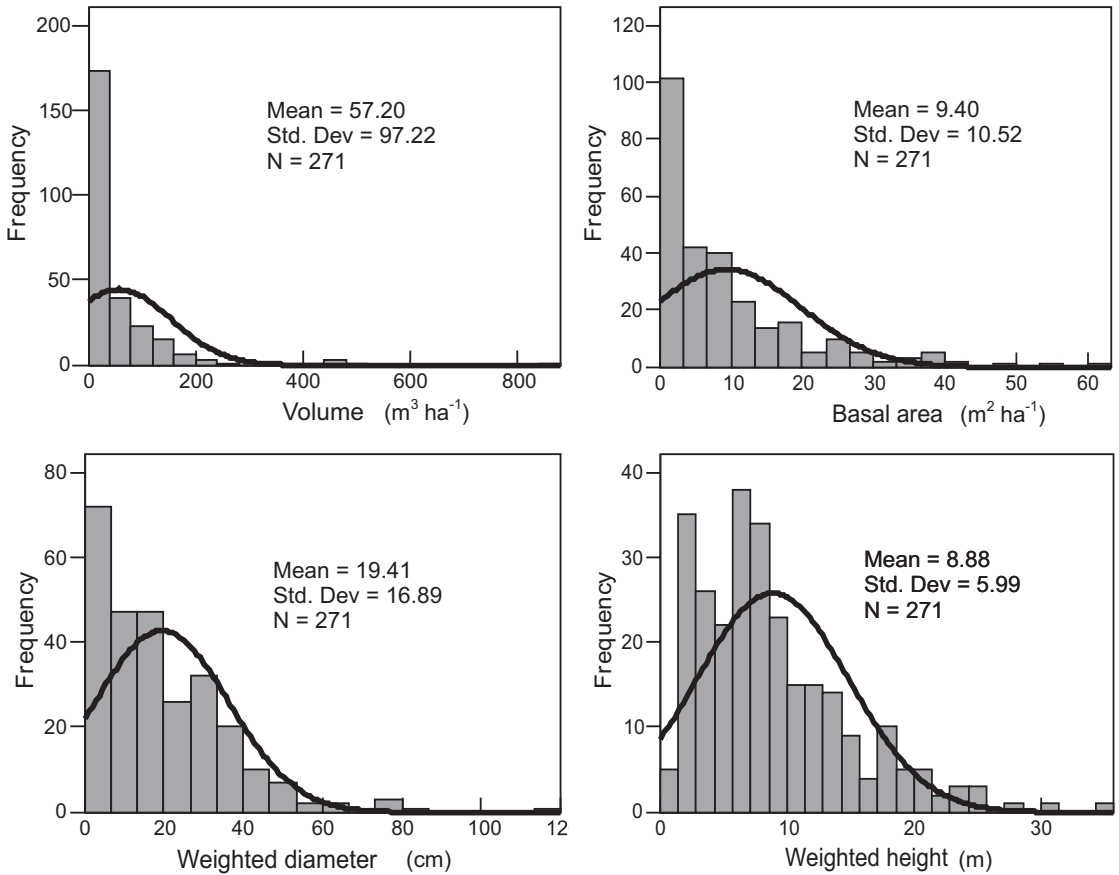 200
150
100
50
0
Frequency
Mean = 57.20
Std. Dev = 97.22
N = 271
0 200 400 600 800
Volume (m³ ha⁻¹)
120
100
80
60
40
20
0
Frequency
Mean = 9.40
Std. Dev = 10.52
N = 271
0 10 20 30 40 50 60
Basal area (m² ha⁻¹)
80
60
40
20
0
Frequency
Mean = 19.41
Std. Dev = 16.89
N = 271
0 20 40 60 80 100 12
Weighted diameter (cm)
40
30
20
10
0
Frequency
Mean = 8.88
Std. Dev = 5.99
N = 271
0 10 20 30
Weighted height (m)